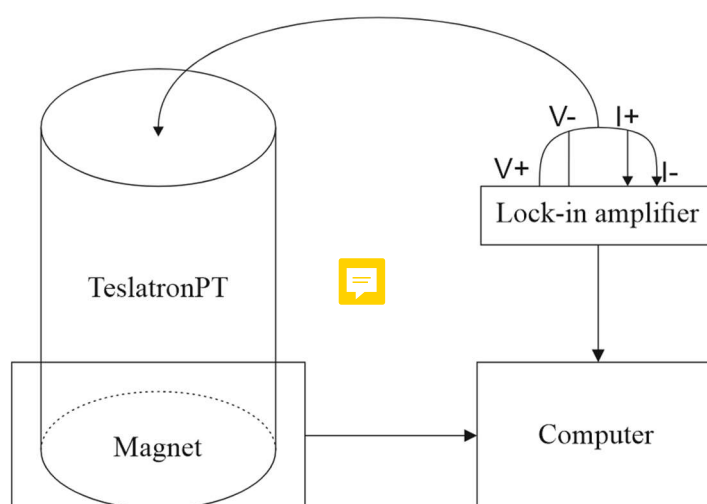 V- I+
V+ I-
Lock-in amplifier
TeslatronPT
Magnet
Computer